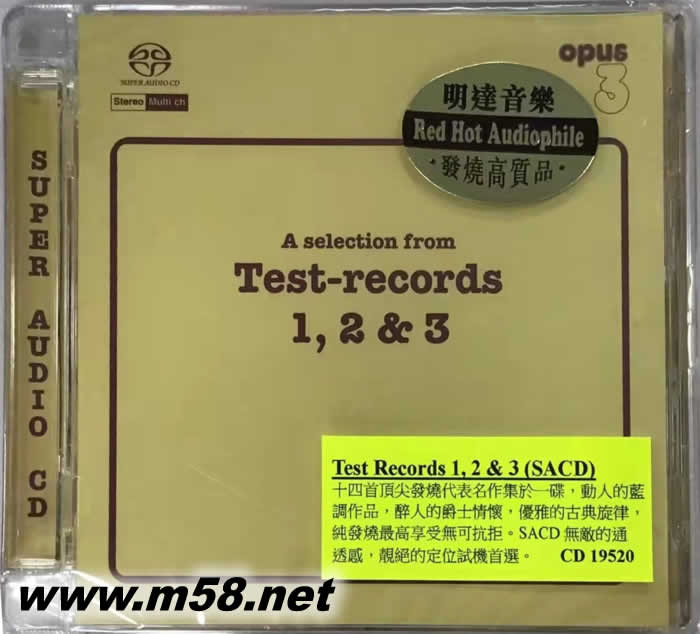 SUPER AUDIO CD
SUPER AUDIO CD
Stereo Multi ch
opus
3
明達音樂
Red Hot Audiophile
·發燒高質品·
A selection from
Test-records
1, 2 & 3
Test Records 1, 2 & 3 (SACD)
十四首頂尖發燒代表名作集於一碟，動人的藍
調作品，醉人的爵士情懷，優雅的古典旋律，
純發燒最高享受無可抗拒。SACD 無敵的通
透感，靚絕的定位試機首選。 CD 19520
www.m58.net